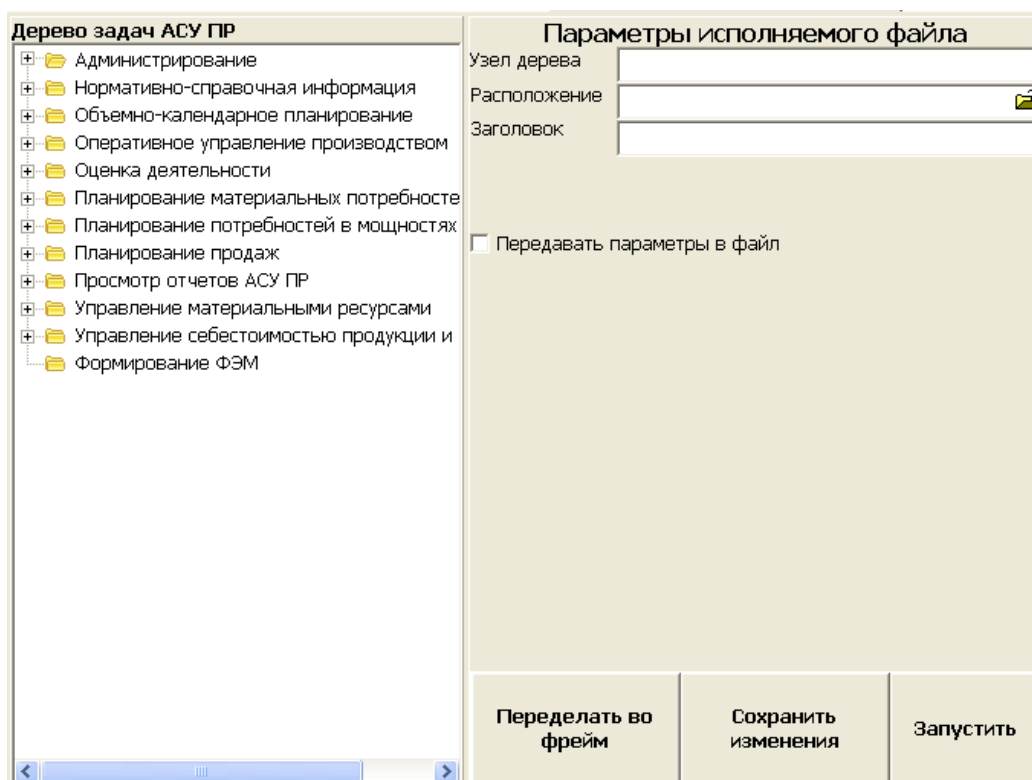 Дерево задач АСУ ПР
Администрирование
Нормативно-справочная информация
Объемно-календарное планирование
Оперативное управление производством
Оценка деятельности
Планирование материальных потребносте
Планирование потребностей в мощностях
Планирование продаж
Просмотр отчетов АСУ ПР
Управление материальными ресурсами
Управление себестоимостью продукции и
Формирование ФЭМ
Параметры исполняемого файла
Узел дерева
Расположение
Заголовок
Передавать параметры в файл
Переделать во
фрейм
Сохранить
изменения
Запустить